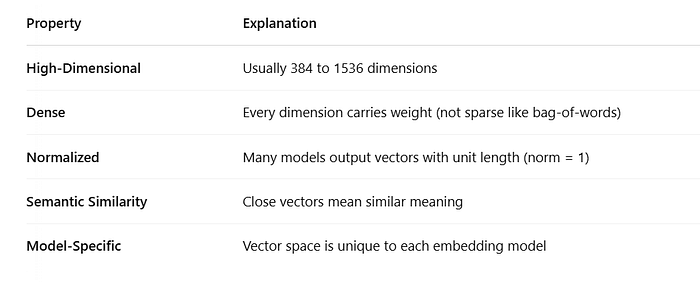 Property Explanation
High-Dimensional Usually 384 to 1536 dimensions
Dense Every dimension carries weight (not sparse like bag-of-words)
Normalized Many models output vectors with unit length (norm = 1)
Semantic Similarity Close vectors mean similar meaning
Model-Specific Vector space is unique to each embedding model